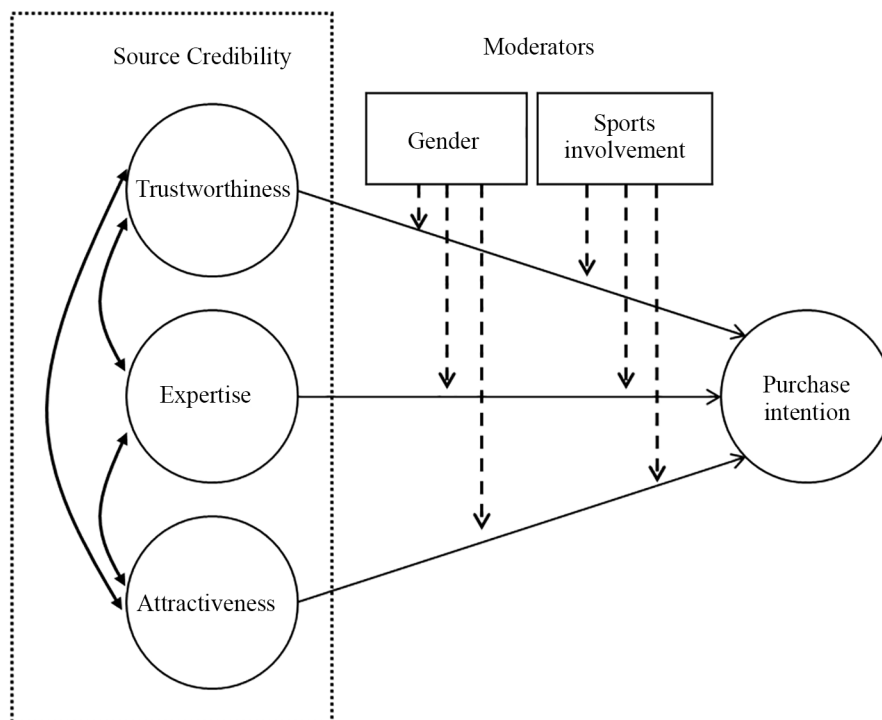 Source Credibility
Moderators
Gender
Sports
involvement
Trustworthiness
Expertise
Purchase
intention
Attractiveness